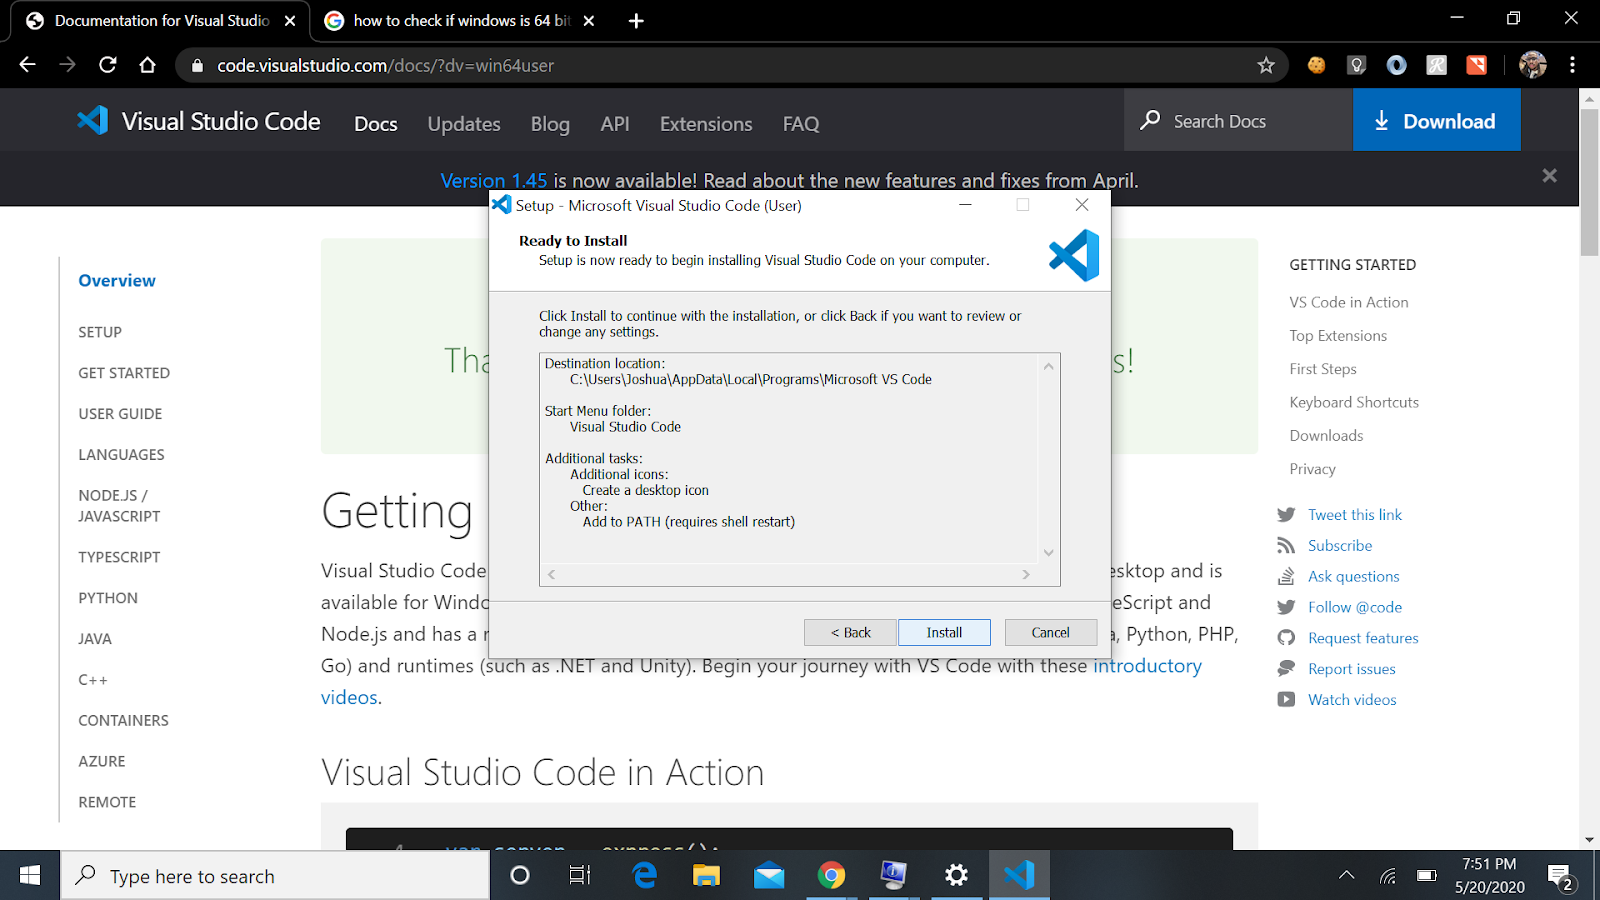 Documentation for Visual Studio
how to check if windows is 64 bit
code.visualstudio.com/docs/?dv=win64user
Visual Studio Code
Docs
Updates
Blog
API
Extensions
FAQ
Search Docs
Download
Version 1.45 is now available! Read about the new features and fixes from April.
Setup - Microsoft Visual Studio Code (User)
Ready to Install
Setup is now ready to begin installing Visual Studio Code on your computer.
Click Install to continue with the installation, or click Back if you want to review or
change any settings.
Destination location:
C:\Users\Joshua\AppData\Local\Programs\Microsoft VS Code
Start Menu folder:
Visual Studio Code
Additional tasks:
Additional icons:
Create a desktop icon
Other:
Add to PATH (requires shell restart)
< Back
Install
Cancel
Overview
SETUP
GET STARTED
USER GUIDE
LANGUAGES
NODE.JS /
JAVASCRIPT
TYPESCRIPT
PYTHON
JAVA
C++
CONTAINERS
AZURE
REMOTE
Tha
s!
Getting
Visual Studio Code
esktop and is
available for Windo
eScript and
Node.js and has a r
a, Python, PHP,
Go) and runtimes (such as .NET and Unity). Begin your journey with VS Code with these introductory
videos.
Visual Studio Code in Action
GETTING STARTED
VS Code in Action
Top Extensions
First Steps
Keyboard Shortcuts
Downloads
Privacy
Tweet this link
Subscribe
Ask questions
Follow @code
Request features
Report issues
Watch videos
Type here to search
7:51 PM
5/20/2020
2